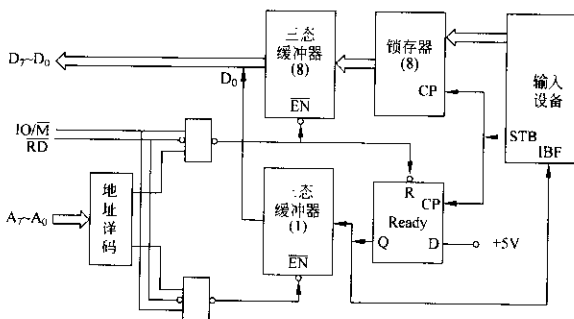 三态
缓冲器
(8)
锁存器
(8)
CP
输入
设备
D₇~D₀
D₀
EN
STB
IBF
IO/M
RD
R
CP
Ready
Q
D
+5V
三态
缓冲器
(1)
EN
A₇~A₀
地
址
译
码